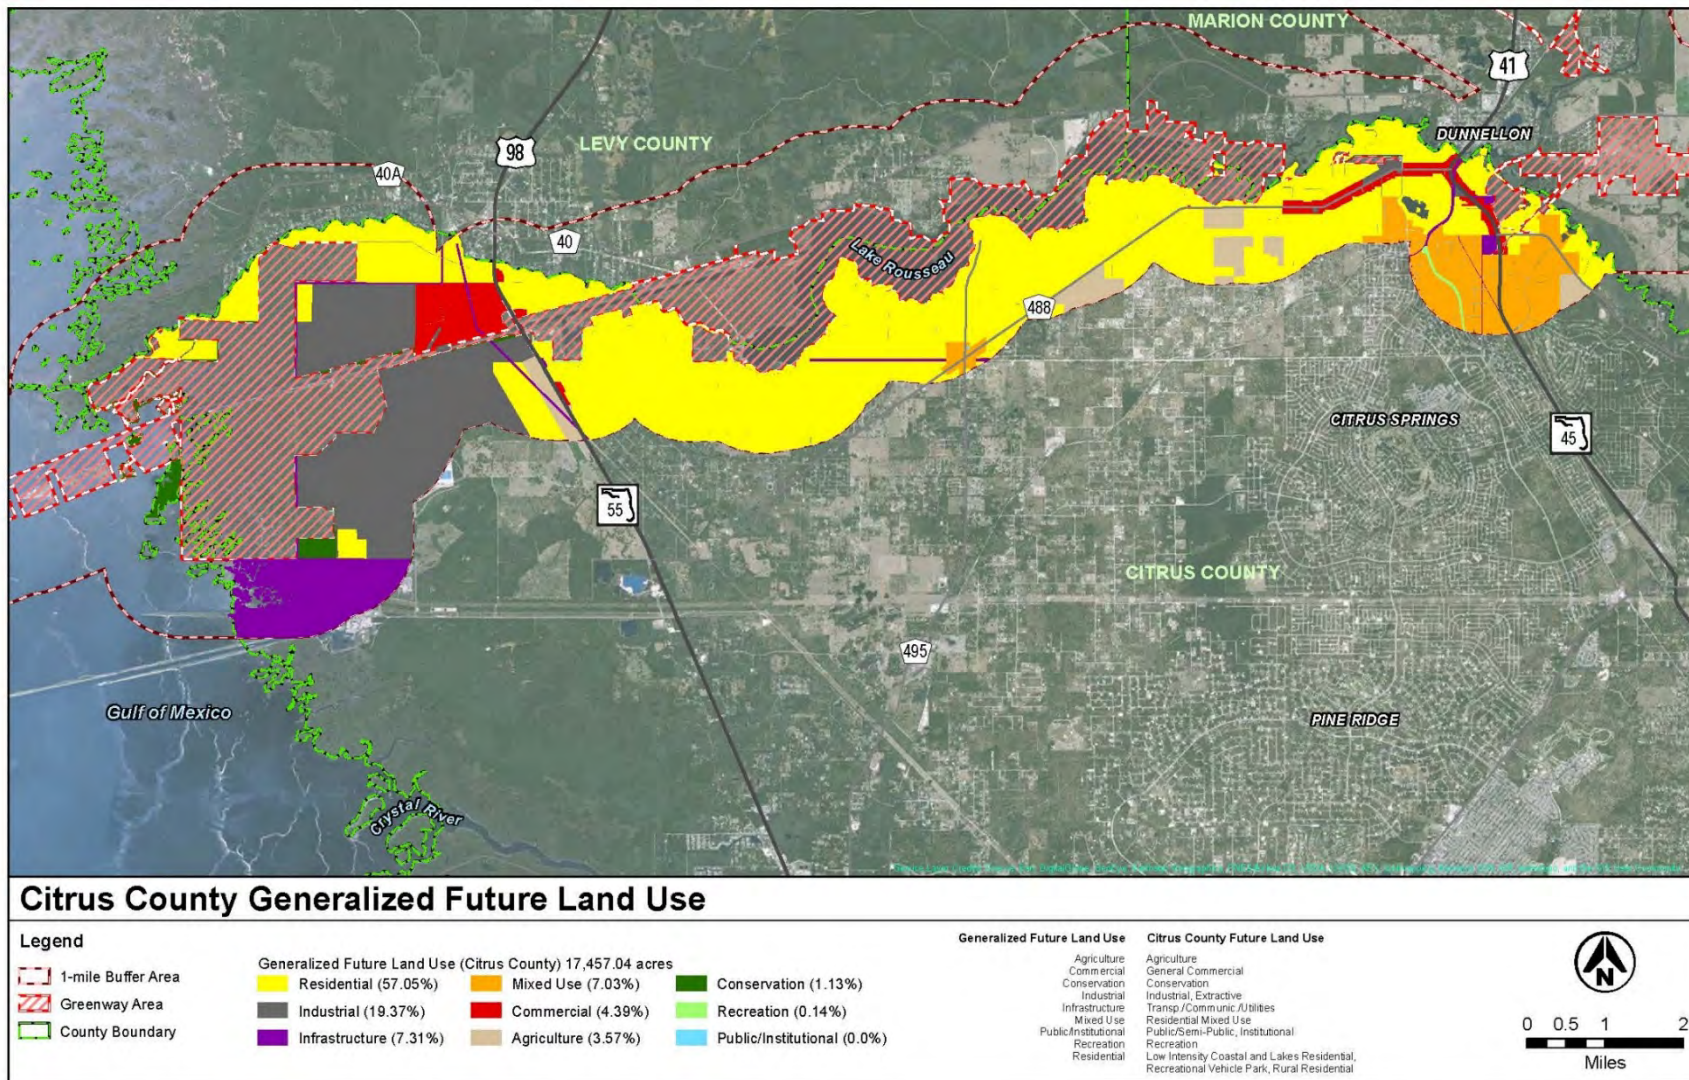 MARION COUNTY
41
DUNNELLON
98
LEVY COUNTY
40A
40
Lake Rousseau
488
CITRUS SPRINGS
45
55
CITRUS COUNTY
495
Gulf of Mexico
PINE RIDGE
Crystal River
Citrus County Generalized Future Land Use
Legend
1-mile Buffer Area
Greenway Area
County Boundary
Generalized Future Land Use (Citrus County) 17,457.04 acres
Residential (57.05%)
Industrial (19.37%)
Infrastructure (7.31%)
Mixed Use (7.03%)
Commercial (4.39%)
Agriculture (3.57%)
Conservation (1.13%)
Recreation (0.14%)
Public/Institutional (0.0%)
Generalized Future Land Use Citrus County Future Land Use
Agriculture Agriculture
Commercial General Commercial
Conservation Conservation
Industrial Industrial, Extractive
Infrastructure Transp./Communic./Utilities
Mixed Use Residential Mixed Use
Public/Institutional Public/Semi-Public, Institutional
Recreation Recreation
Residential Low Intensity Coastal and Lakes Residential,
Recreational Vehicle Park, Rural Residential
N
0 0.5 1 2
Miles